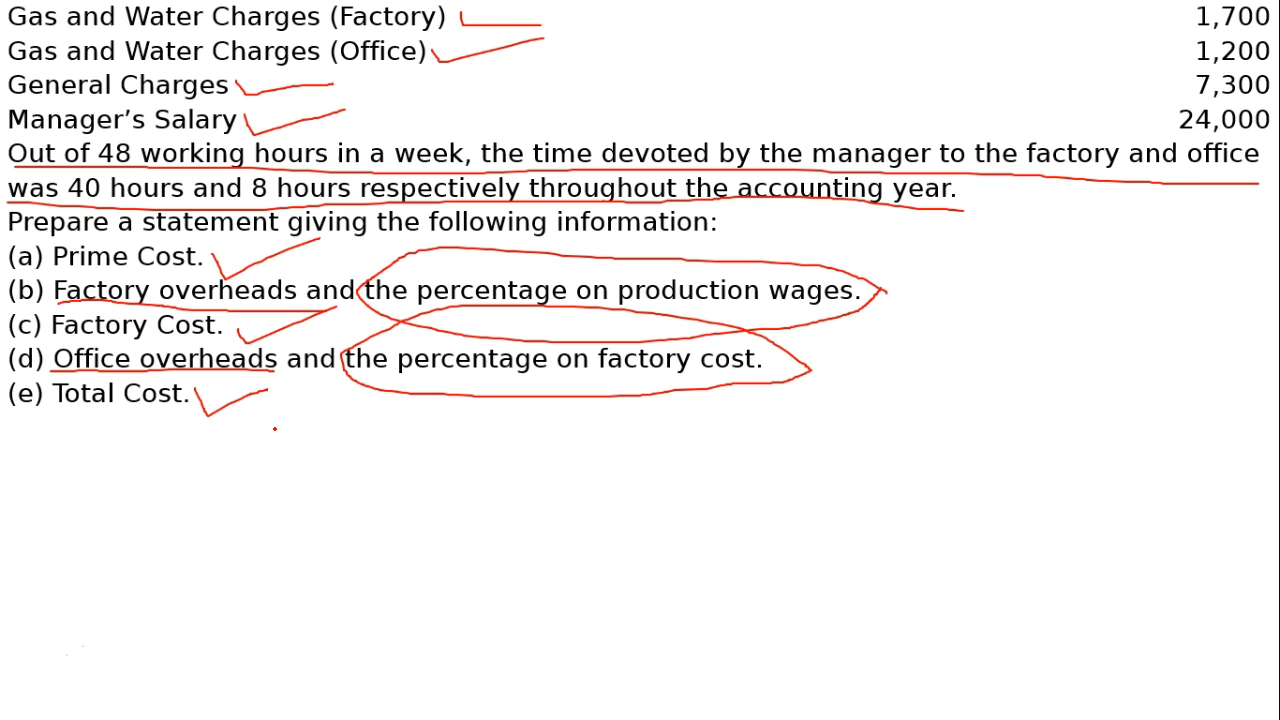 Gas and Water Charges (Factory) 1,700
Gas and Water Charges (Office) 1,200
General Charges 7,300
Manager’s Salary 24,000
Out of 48 working hours in a week, the time devoted by the manager to the factory and office
was 40 hours and 8 hours respectively throughout the accounting year.
Prepare a statement giving the following information:
(a) Prime Cost.
(b) Factory overheads and the percentage on production wages.
(c) Factory Cost.
(d) Office overheads and the percentage on factory cost.
(e) Total Cost.